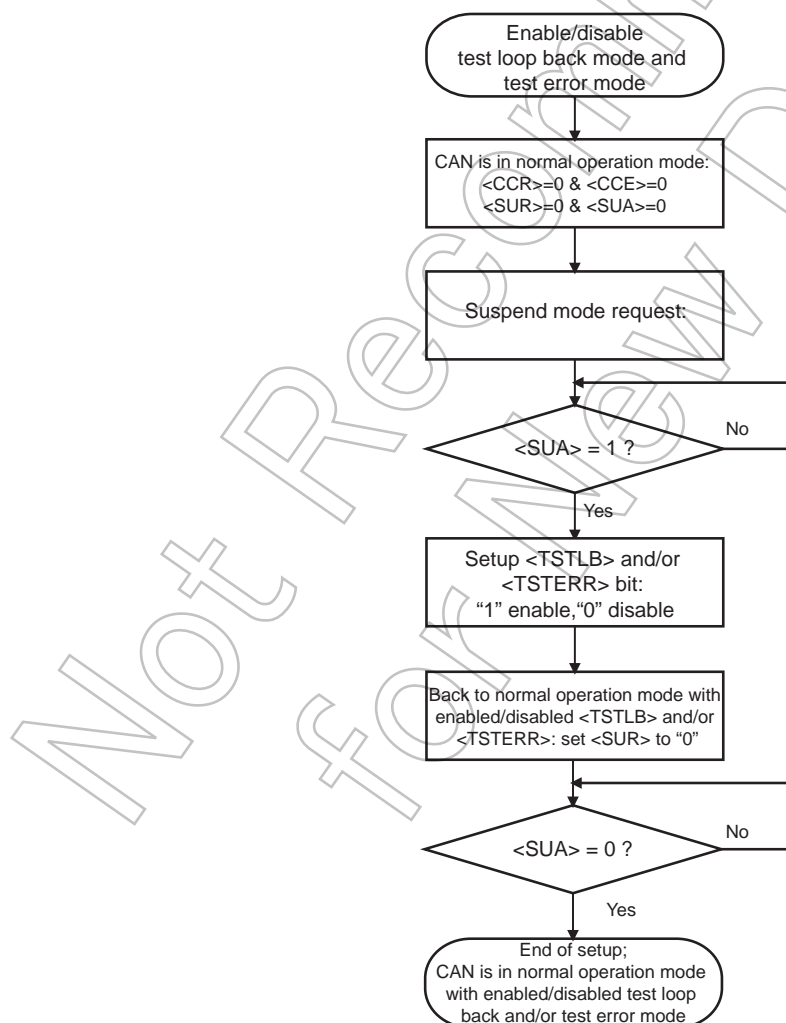 Enable/disable
test loop back mode and
test error mode
CAN is in normal operation mode:
<CCR>=0 & <CCE>=0
<SUR>=0 & <SUA>=0
Suspend mode request:
<SUA> = 1 ?
No
Yes
Setup <TSTLB> and/or
<TSTERR> bit:
“1” enable,“0” disable
Back to normal operation mode with
enabled/disabled <TSTLB> and/or
<TSTERR>: set <SUR> to “0”
<SUA> = 0 ?
No
Yes
End of setup;
CAN is in normal operation mode
with enabled/disabled test loop
back and/or test error mode
Not Recomm
for New D